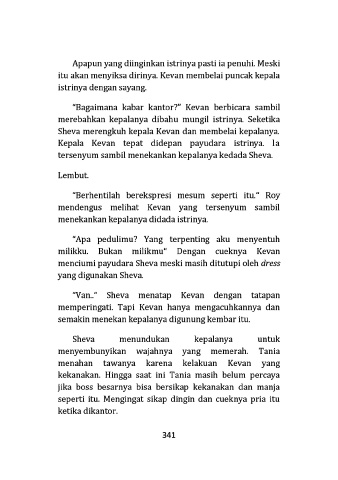 Apapun yang diinginkan istrinya pasti ia penuhi. Meski
itu akan menyiksa dirinya. Kevan membelai puncak kepala
istrinya dengan sayang.
"Bagaimana kabar kantor?" Kevan berbicara sambil
merebahkan kepalanya dibahu mungil istrinya. Seketika
Sheva merengkuh kepala Kevan dan membelai kepalanya.
Kepala Kevan tepat didepan payudara istrinya. Ia
tersenyum sambil menekankan kepalanya kedada Sheva.
Lembut.
"Berhentilah berekspresi mesum seperti itu." Roy
mendengus melihat Kevan yang tersenyum sambil
menekankan kepalanya didada istrinya.
"Apa pedulimu? Yang terpenting aku menyentuh
milikku. Bukan milikmu" Dengan cueknya Kevan
menciumi payudara Sheva meski masih ditutupi oleh dress
yang digunakan Sheva.
"Van.." Sheva menatap Kevan dengan tatapan
memperingati. Tapi Kevan hanya mengacuhkannya dan
semakin menekan kepalanya digunung kembar itu.
Sheva menundukan kepalanya untuk
menyembunyikan wajahnya yang memerah. Tania
menahan tawanya karena kelakuan Kevan yang
kekanakan. Hingga saat ini Tania masih belum percaya
jika boss besarnya bisa bersikap kekanakan dan manja
seperti itu. Mengingat sikap dingin dan cueknya pria itu
ketika dikantor.
341